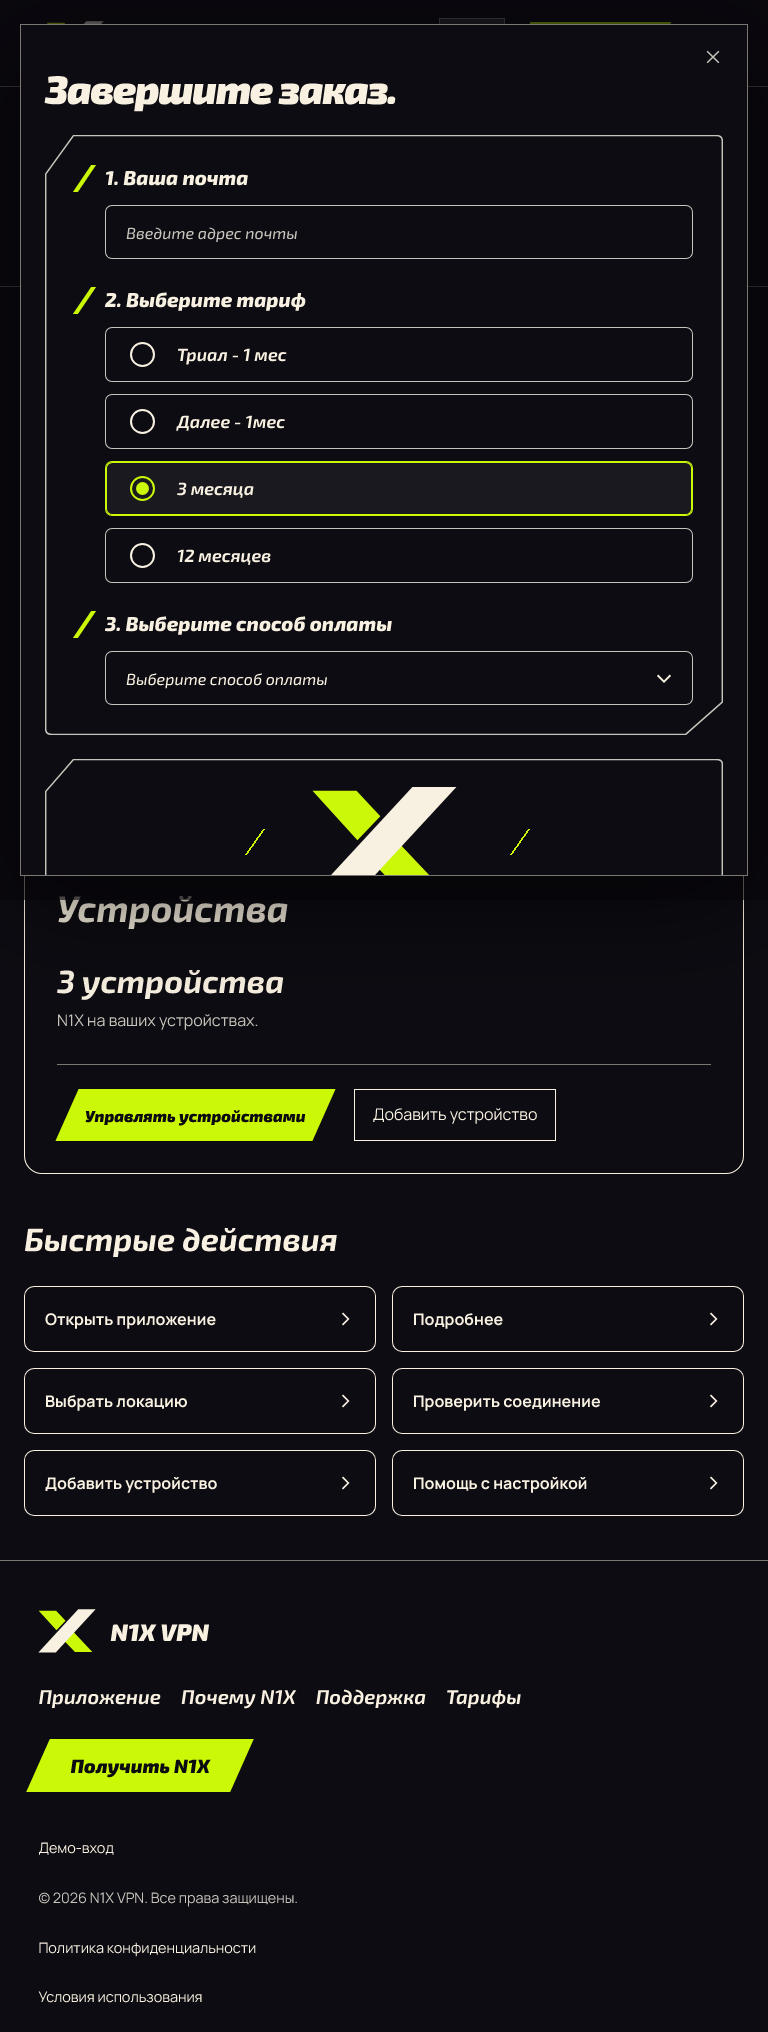 Завершите заказ.
1. Ваша почта
Введите адрес почты
2. Выберите тариф
Триал - 1 мес
Далее - 1мес
3 месяца
12 месяцев
3. Выберите способ оплаты
Выберите способ оплаты
Устройства
3 устройства
N1X на ваших устройствах.
Управлять устройствами
Добавить устройство
Быстрые действия
Открыть приложение
Подробнее
Выбрать локацию
Проверить соединение
Добавить устройство
Помощь с настройкой
N1X VPN
Приложение Почему N1X Поддержка Тарифы
Получить N1X
Демо-вход
© 2026 N1X VPN. Все права защищены.
Политика конфиденциальности
Условия использования